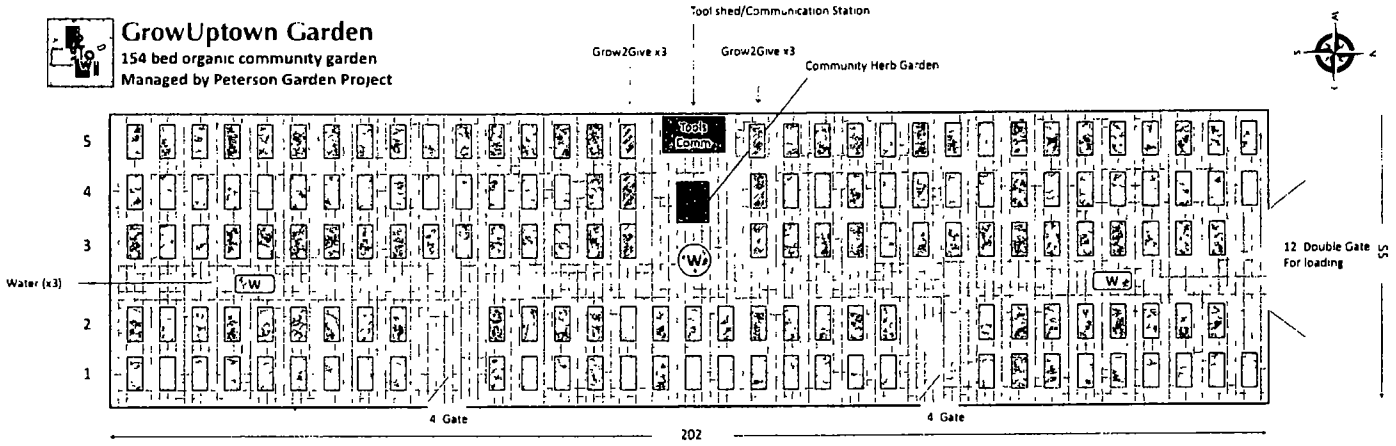 GrowUptown Garden
154 bed organic community garden
Managed by Peterson Garden Project
Tool shed/Communication Station
Grow2Give x3
Grow2Give x3
Community Herb Garden
5
Tools
Comm
4
3
W
12 Double Gate
For loading
55
Water (x3)
W
W
2
1
4 Gate
4 Gate
202